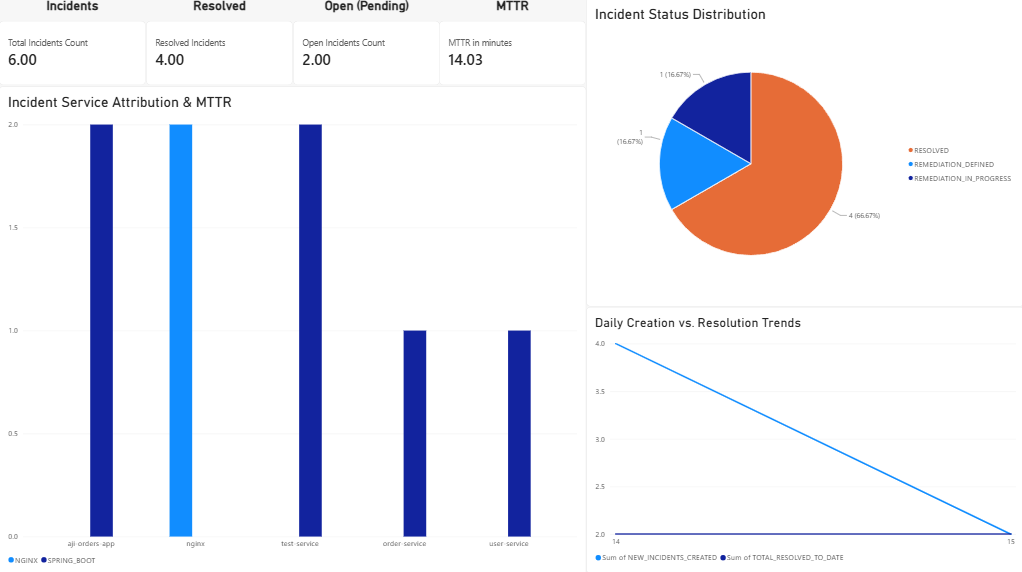 Incidents
Resolved
Open (Pending)
MTTR
Total Incidents Count
6.00
Resolved Incidents
4.00
Open Incidents Count
2.00
MTTR in minutes
14.03
Incident Service Attribution & MTTR
2.0
1.5
1.0
0.5
0.0
aji-orders-app
nginx
test-service
order-service
user-service
NGINX
SPRING_BOOT
Incident Status Distribution
1 (16.67%)
1
(16.67%)
4 (66.67%)
RESOLVED
REMEDIATION_DEFINED
REMEDIATION_IN_PROGRESS
Daily Creation vs. Resolution Trends
4.0
3.5
3.0
2.5
2.0
14
15
Sum of NEW_INCIDENTS_CREATED
Sum of TOTAL_RESOLVED_TO_DATE